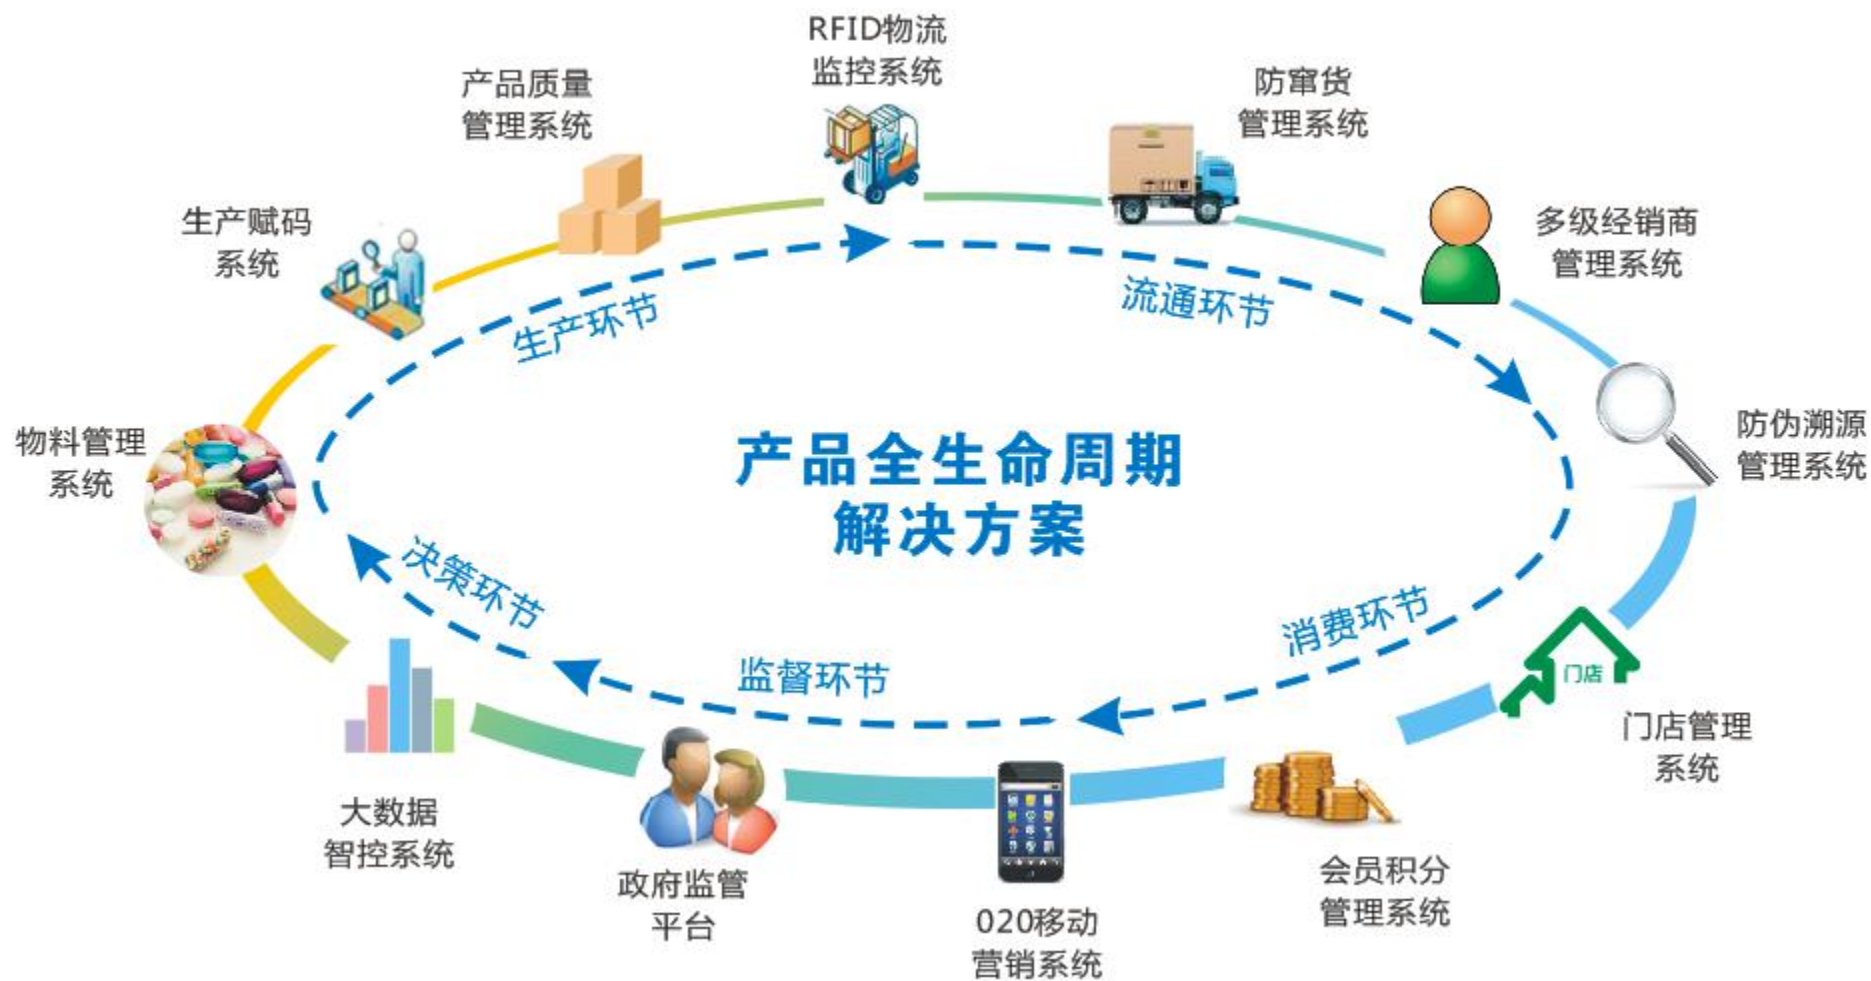 RFID物流
监控系统
产品质量
管理系统
防窜货
管理系统
生产赋码
系统
多级经销商
管理系统
生产环节
流通环节
物料管理
系统
防伪溯源
管理系统
产品全生命周期
解决方案
决策环节
消费环节
监督环节
门店
门店管理
系统
大数据
智控系统
政府监管
平台
会员积分
管理系统
020移动
营销系统